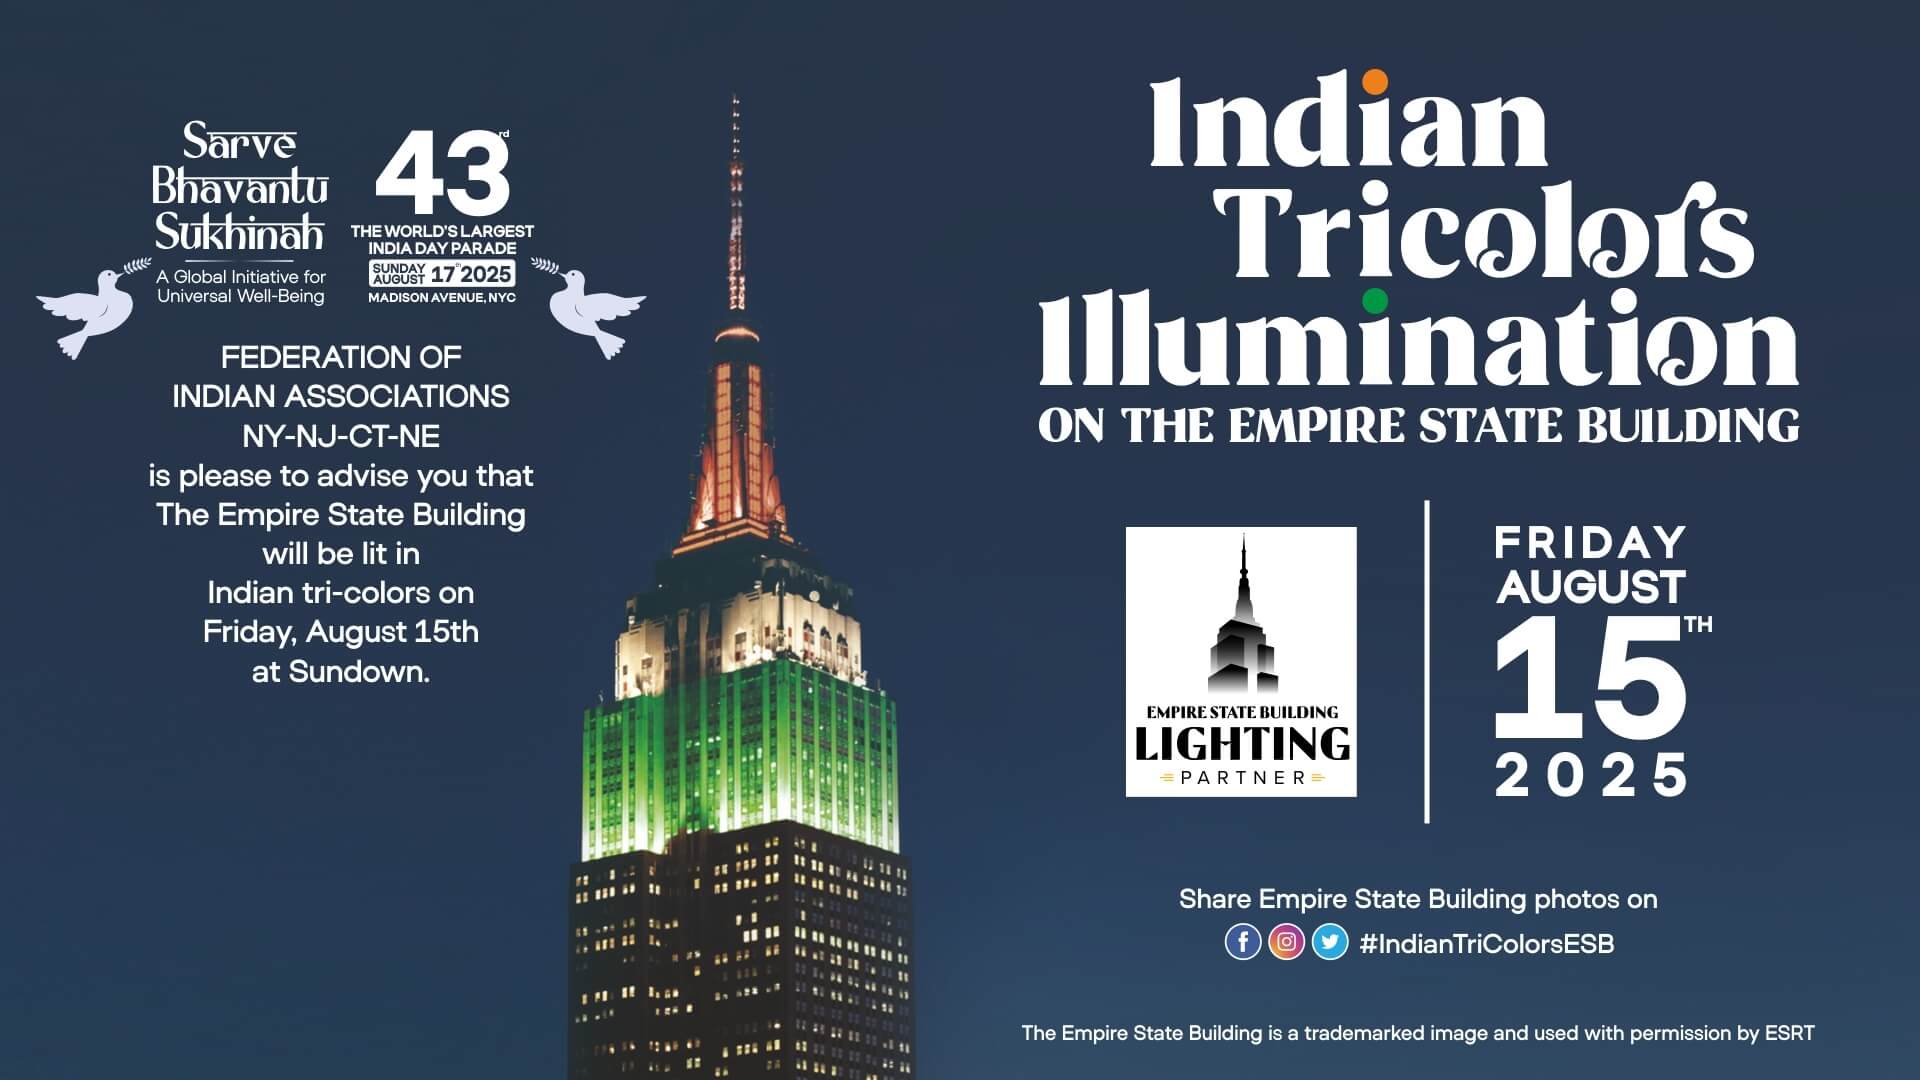 Sarve
Bhavantu
Sukhinah
A Global Initiative for
Universal Well-Being
43rd
THE WORLD'S LARGEST
INDIA DAY PARADE
SUNDAY
AUGUST 17th 2025
MADISON AVENUE, NYC
FEDERATION OF
INDIAN ASSOCIATIONS
NY-NJ-CT-NE
is please to advise you that
The Empire State Building
will be lit in
Indian tri-colors on
Friday, August 15th
at Sundown.
Indian
Tricolors
Illumination
ON THE EMPIRE STATE BUILDING
EMPIRE STATE BUILDING
LIGHTING
PARTNER
FRIDAY
AUGUST
15TH
2025
Share Empire State Building photos on
#IndianTriColorsESB
The Empire State Building is a trademarked image and used with permission by ESRT